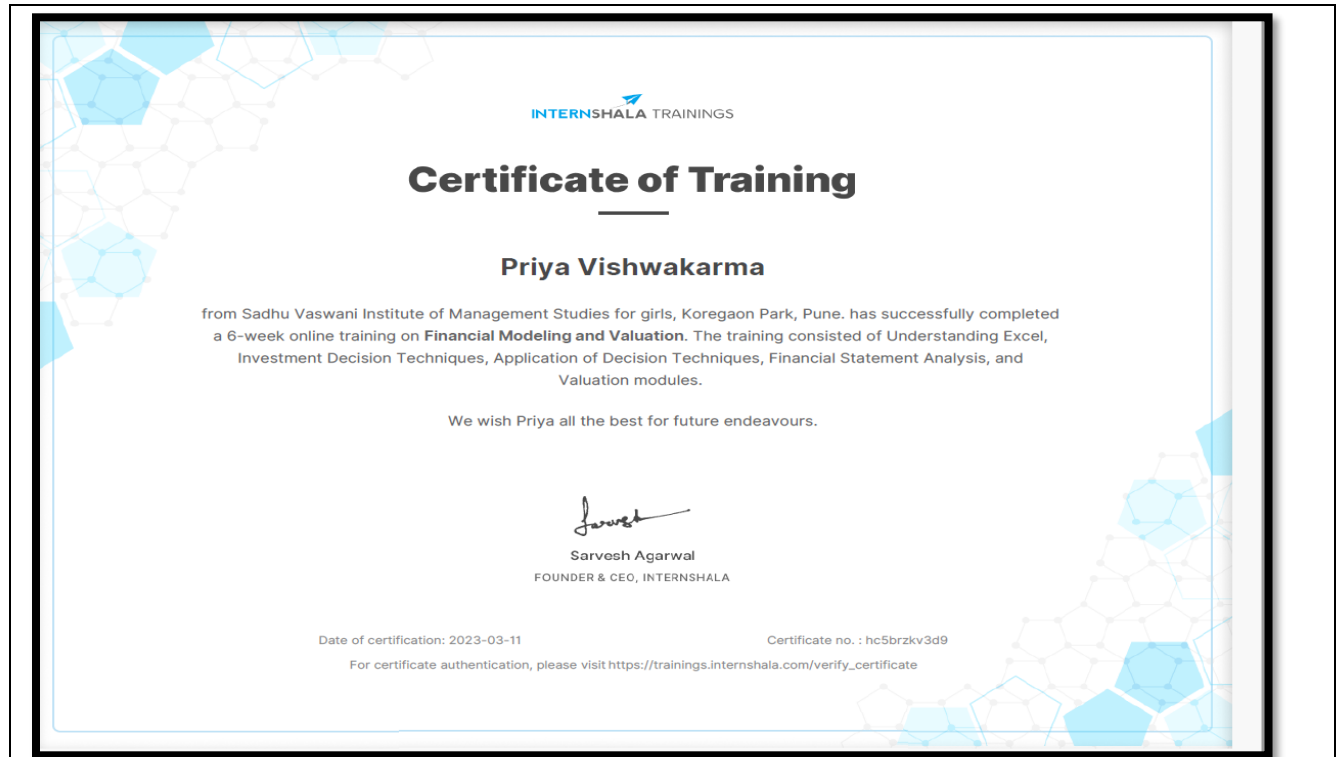 INTERNSHALA TRAININGS
Certificate of Training
Priya Vishwakarma
from Sadhu Vaswani Institute of Management Studies for girls, Koregaon Park, Pune. has successfully completed
a 6-week online training on Financial Modeling and Valuation. The training consisted of Understanding Excel,
Investment Decision Techniques, Application of Decision Techniques, Financial Statement Analysis, and
Valuation modules.
We wish Priya all the best for future endeavours.
Sarvesh
Sarvesh Agarwal
FOUNDER & CEO, INTERNSHALA
Date of certification: 2023-03-11
Certificate no. : hc5brzkv3d9
For certificate authentication, please visit https://trainings.internshala.com/verify_certificate